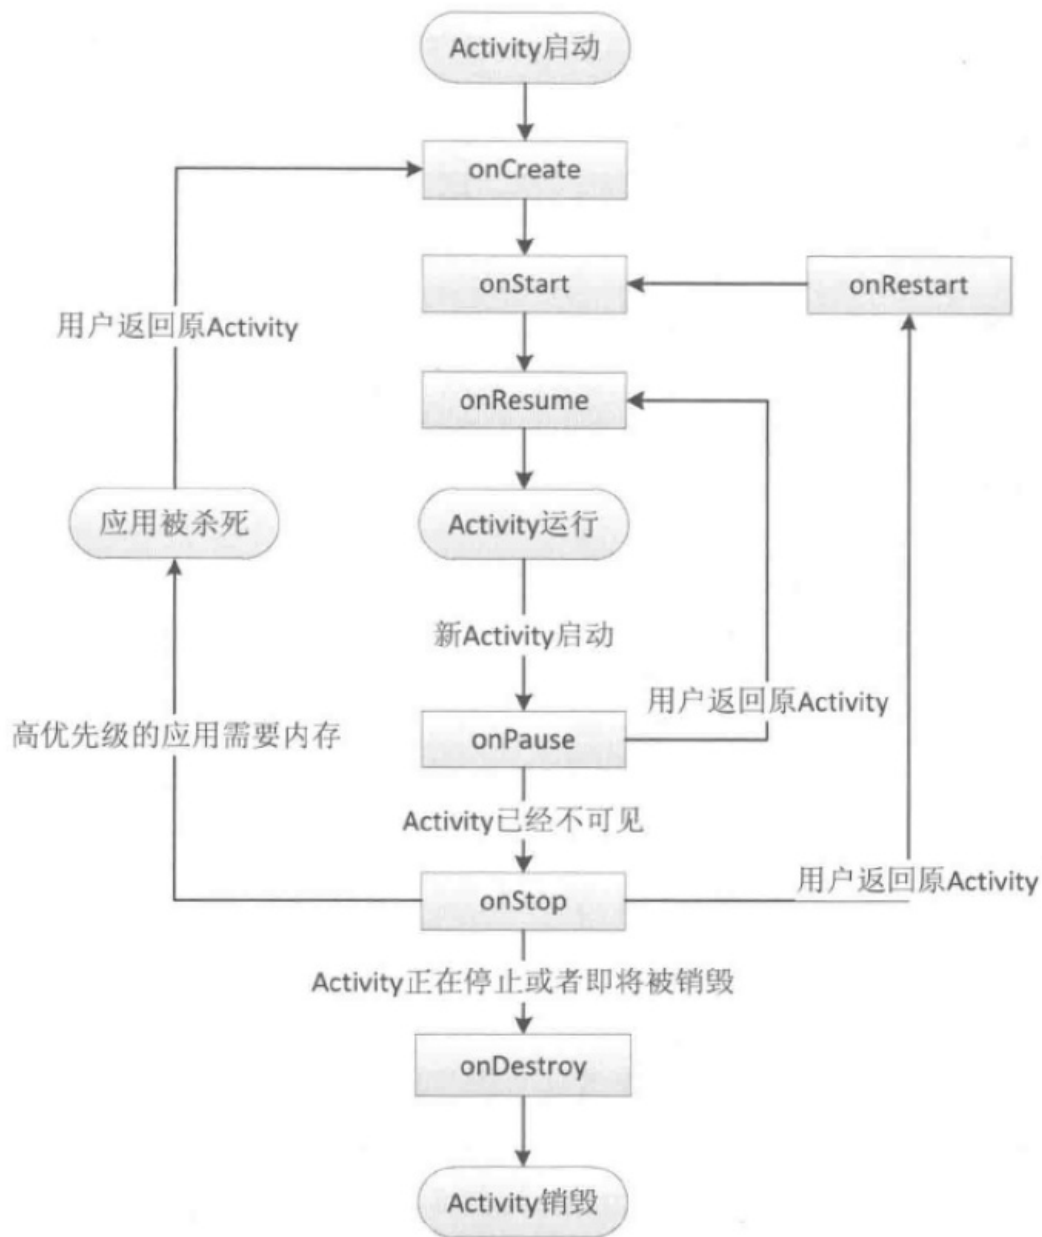 Activity启动
onCreate
onStart
onRestart
用户返回原Activity
onResume
应用被杀死
Activity运行
新Activity启动
用户返回原Activity
高优先级的应用需要内存
onPause
Activity已经不可见
用户返回原Activity
onStop
Activity正在停止或者即将被销毁
onDestroy
Activity销毁